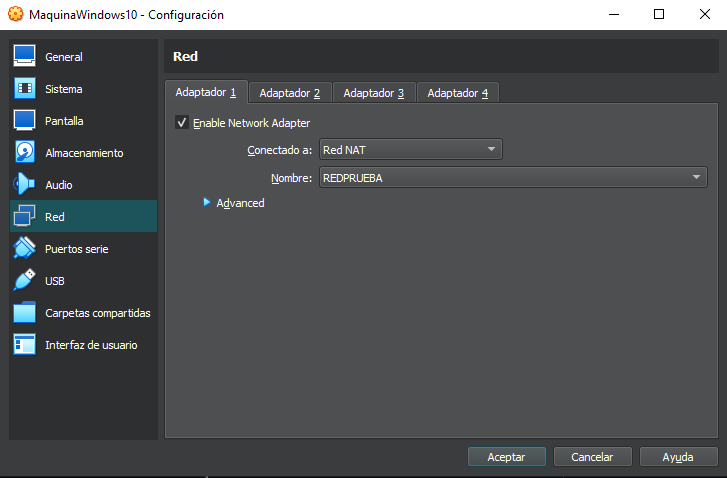 MaquinaWindows10 - Configuración
General
Sistema
Pantalla
Almacenamiento
Audio
Red
Puertos serie
USB
Carpetas compartidas
Interfaz de usuario
Red
Adaptador 1 Adaptador 2 Adaptador 3 Adaptador 4
Enable Network Adapter
Conectado a: Red NAT
Nombre: REDPRUEBA
Advanced
Aceptar Cancelar Ayuda